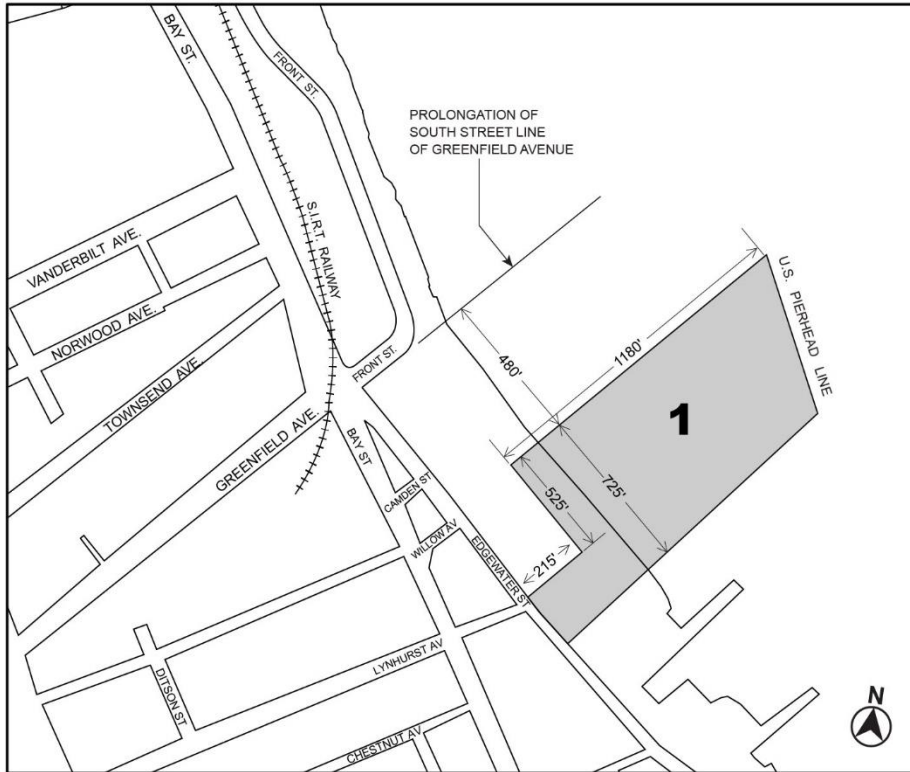 BAY ST.
FRONT ST.
PROLONGATION OF
SOUTH STREET LINE
OF GREENFIELD AVENUE
S.I.R.T. RAILWAY
VANDERBILT AVE.
NORWOOD AVE.
TOWNSEND AVE.
GREENFIELD AVE.
FRONT ST.
BAY ST
CAMDEN ST
WILLOW AV
EDGEWATER ST
LYNHURST AV
DITSON ST
CHESTNUT AV
480'
1180'
U.S. PIERHEAD LINE
1
525'
725'
215'
N